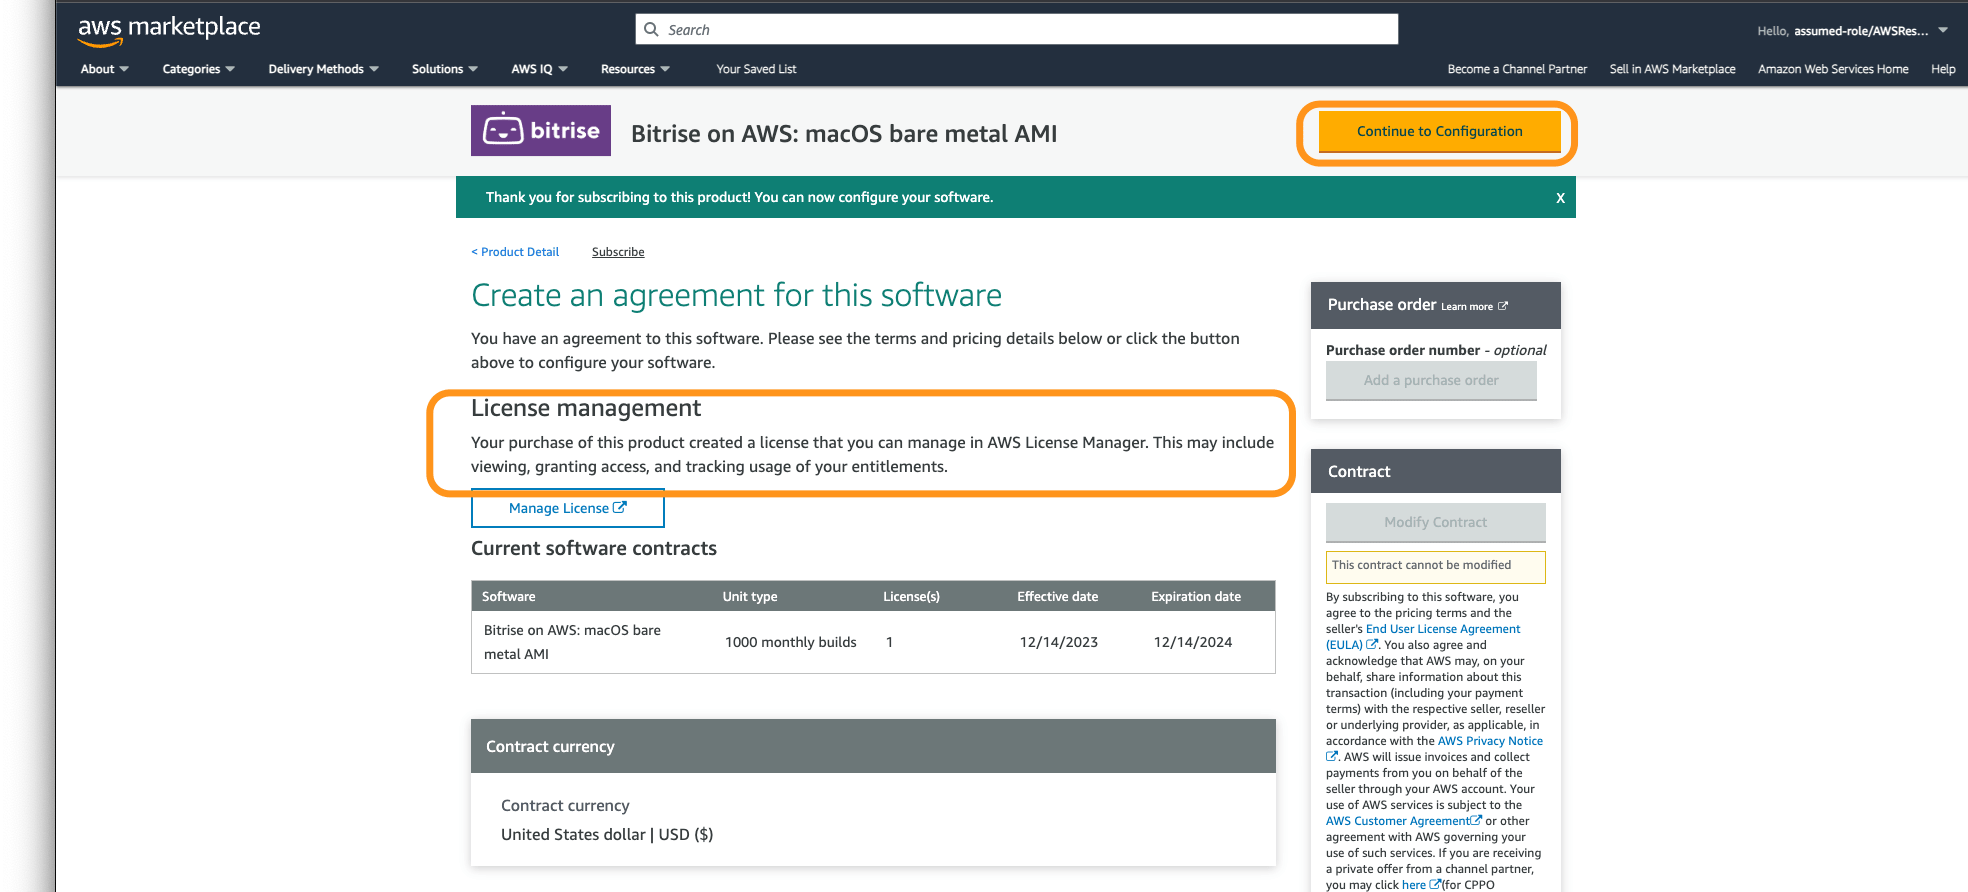 aws marketplace
Search
Hello, assumed-role/AWSRes...
About
Categories
Delivery Methods
Solutions
AWS IQ
Resources
Your Saved List
Become a Channel Partner
Sell in AWS Marketplace
Amazon Web Services Home
Help
bitrise
Bitrise on AWS: macOS bare metal AMI
Continue to Configuration
Thank you for subscribing to this product! You can now configure your software.
X
< Product Detail
Subscribe
Create an agreement for this software
You have an agreement to this software. Please see the terms and pricing details below or click the button
above to configure your software.
License management
Your purchase of this product created a license that you can manage in AWS License Manager. This may include
viewing, granting access, and tracking usage of your entitlements.
Manage License
Current software contracts
Software
Unit type
License(s)
Effective date
Expiration date
Bitrise on AWS: macOS bare
metal AMI
1000 monthly builds
1
12/14/2023
12/14/2024
Contract currency
Contract currency
United States dollar | USD ($)
Purchase order Learn more
Purchase order number - optional
Add a purchase order
Contract
Modify Contract
This contract cannot be modified
By subscribing to this software, you
agree to the pricing terms and the
seller's End User License Agreement
(EULA). You also agree and
acknowledge that AWS may, on your
behalf, share information about this
transaction (including your payment
terms) with the respective seller, reseller
or underlying provider, as applicable, in
accordance with the AWS Privacy Notice
. AWS will issue invoices and collect
payments from you on behalf of the
seller through your AWS account. Your
use of AWS services is subject to the
AWS Customer Agreement or other
agreement with AWS governing your
use of such services. If you are receiving
a private offer from a channel partner,
you may click here (for CPPO